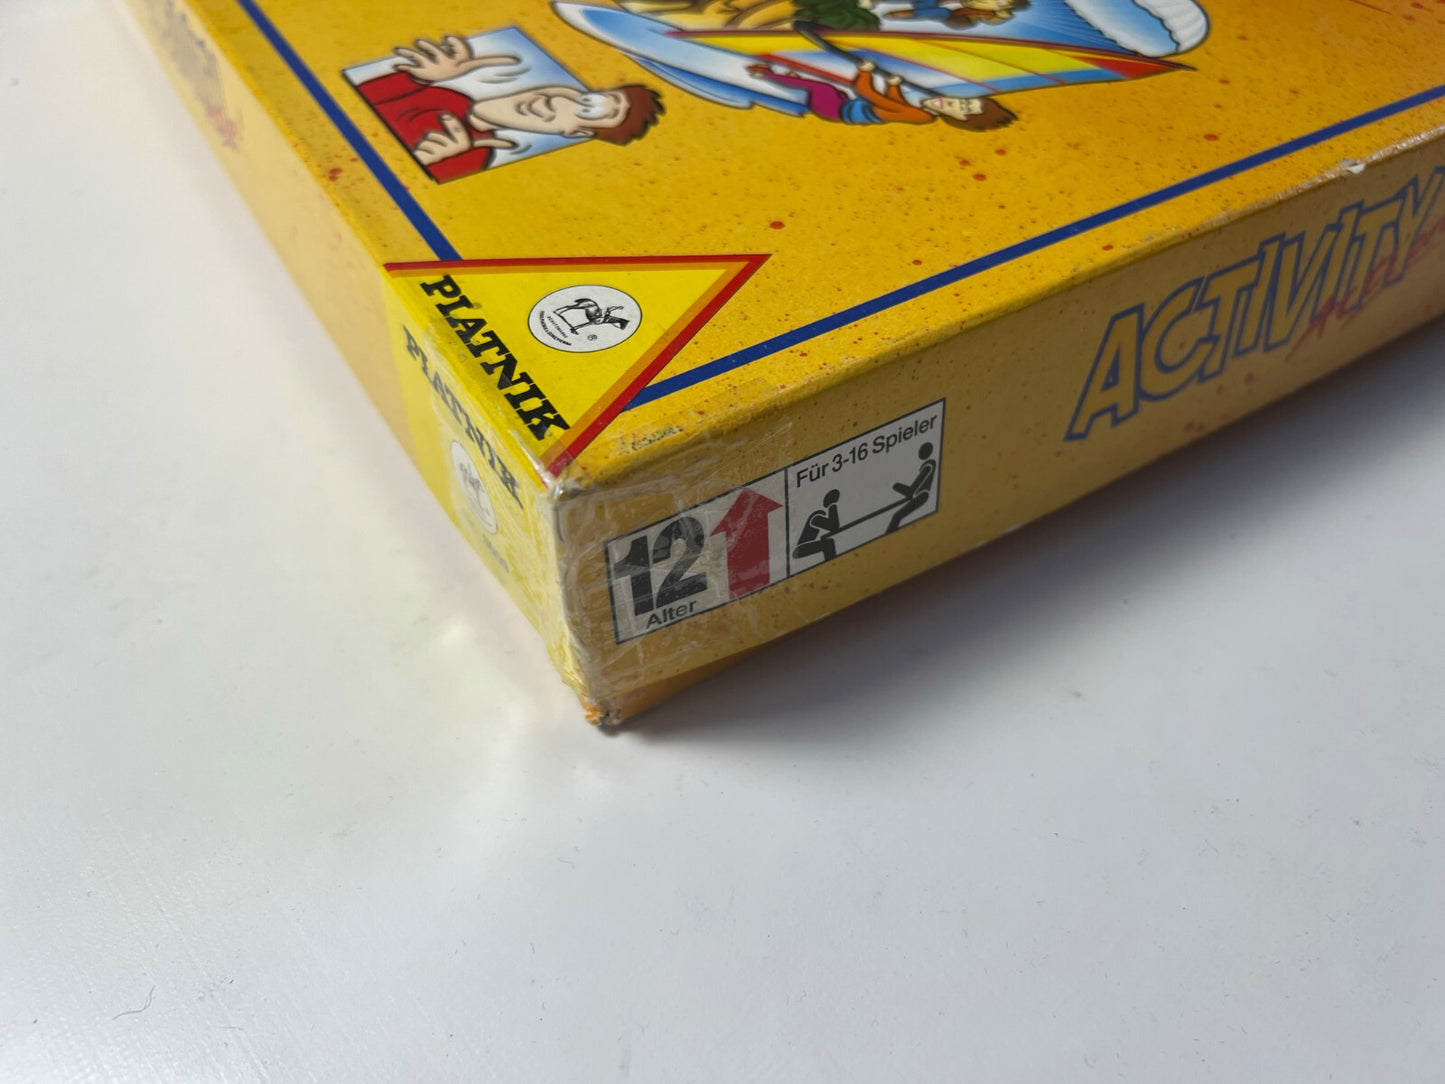 PIATNIK
®
PIATNIK
12
Alter
Für 3-16 Spieler
ACTIVITY